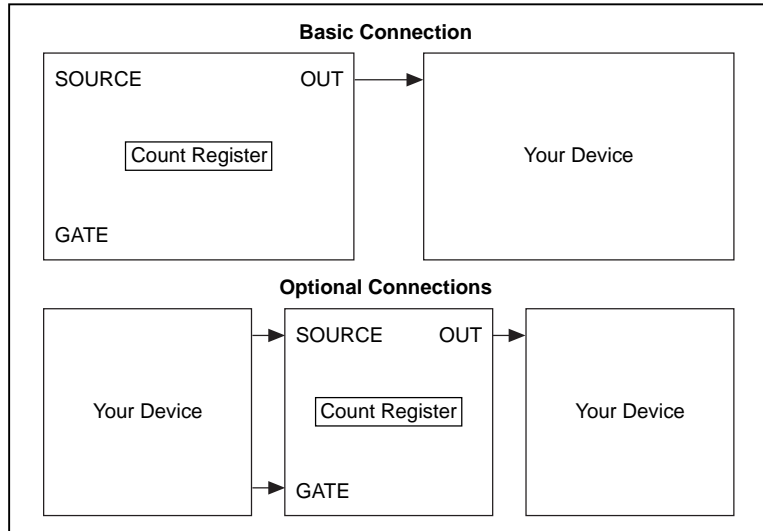 Basic Connection
SOURCE OUT
Count Register
Your Device
GATE
Optional Connections
SOURCE OUT
Your Device
Count Register
Your Device
GATE